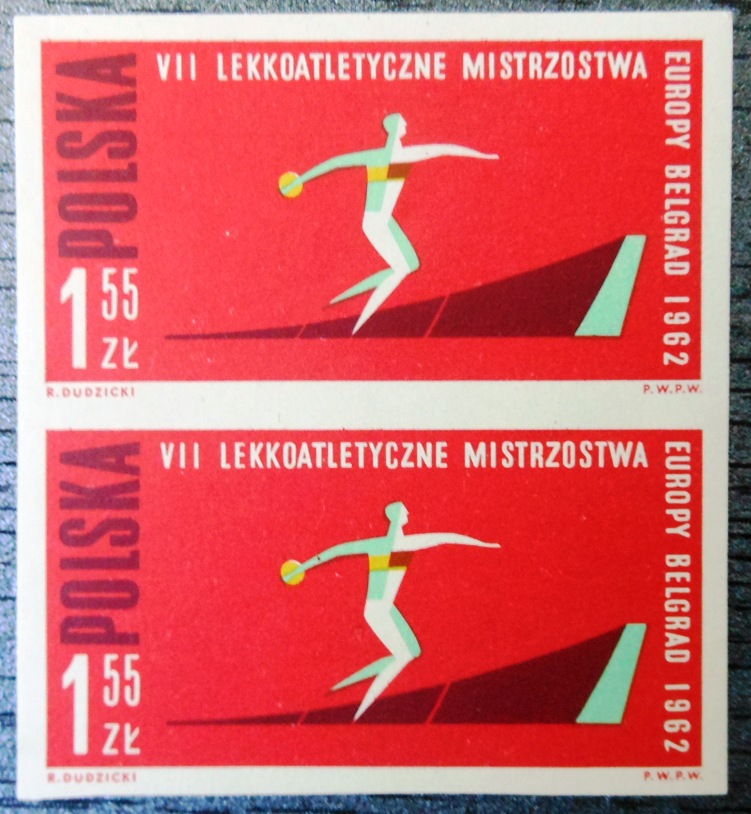 VII LEKKOATLETYCZNE MISTRZOSTWA
EUROPY BELGRAD 1962
POLSKA
1 55
ZŁ
R. DUDZICKI
P.W.P.W.
VII LEKKOATLETYCZNE MISTRZOSTWA
EUROPY BELGRAD 1962
POLSKA
1 55
ZŁ
R. DUDZICKI
P.W.P.W.